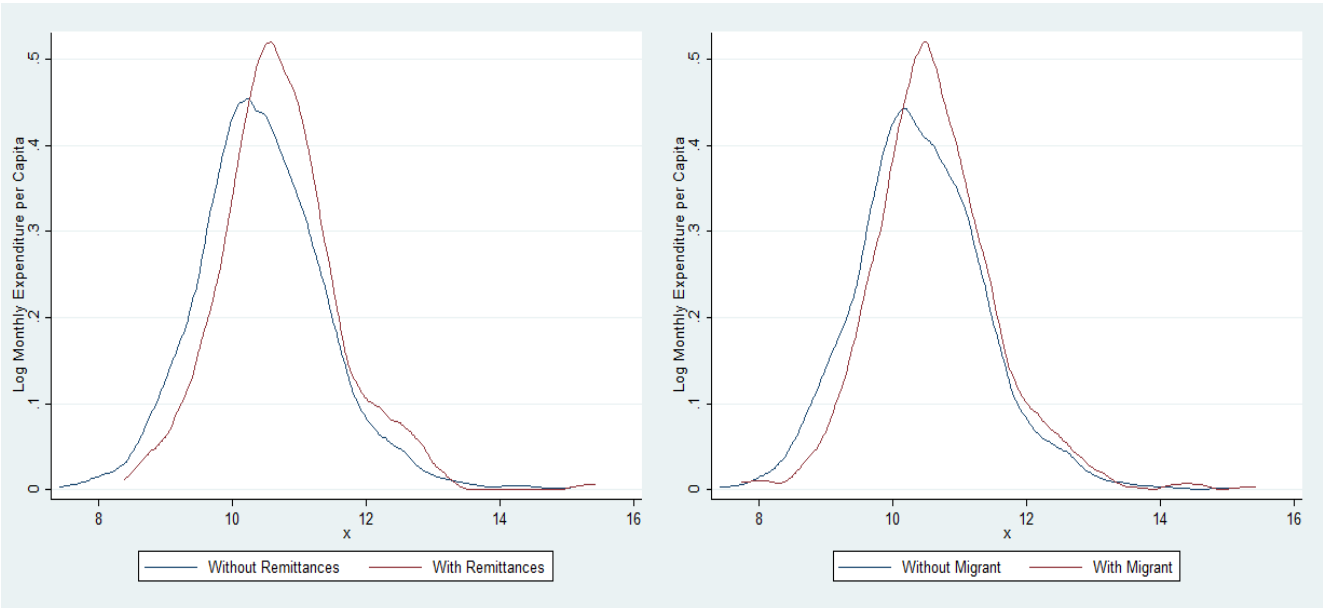 Log Monthly Expenditure per Capita
.5
.4
.3
.2
.1
0
8 10 12 14 16
x
Without Remittances With Remittances
Log Monthly Expenditure per Capita
.5
.4
.3
.2
.1
0
8 10 12 14 16
x
Without Migrant With Migrant